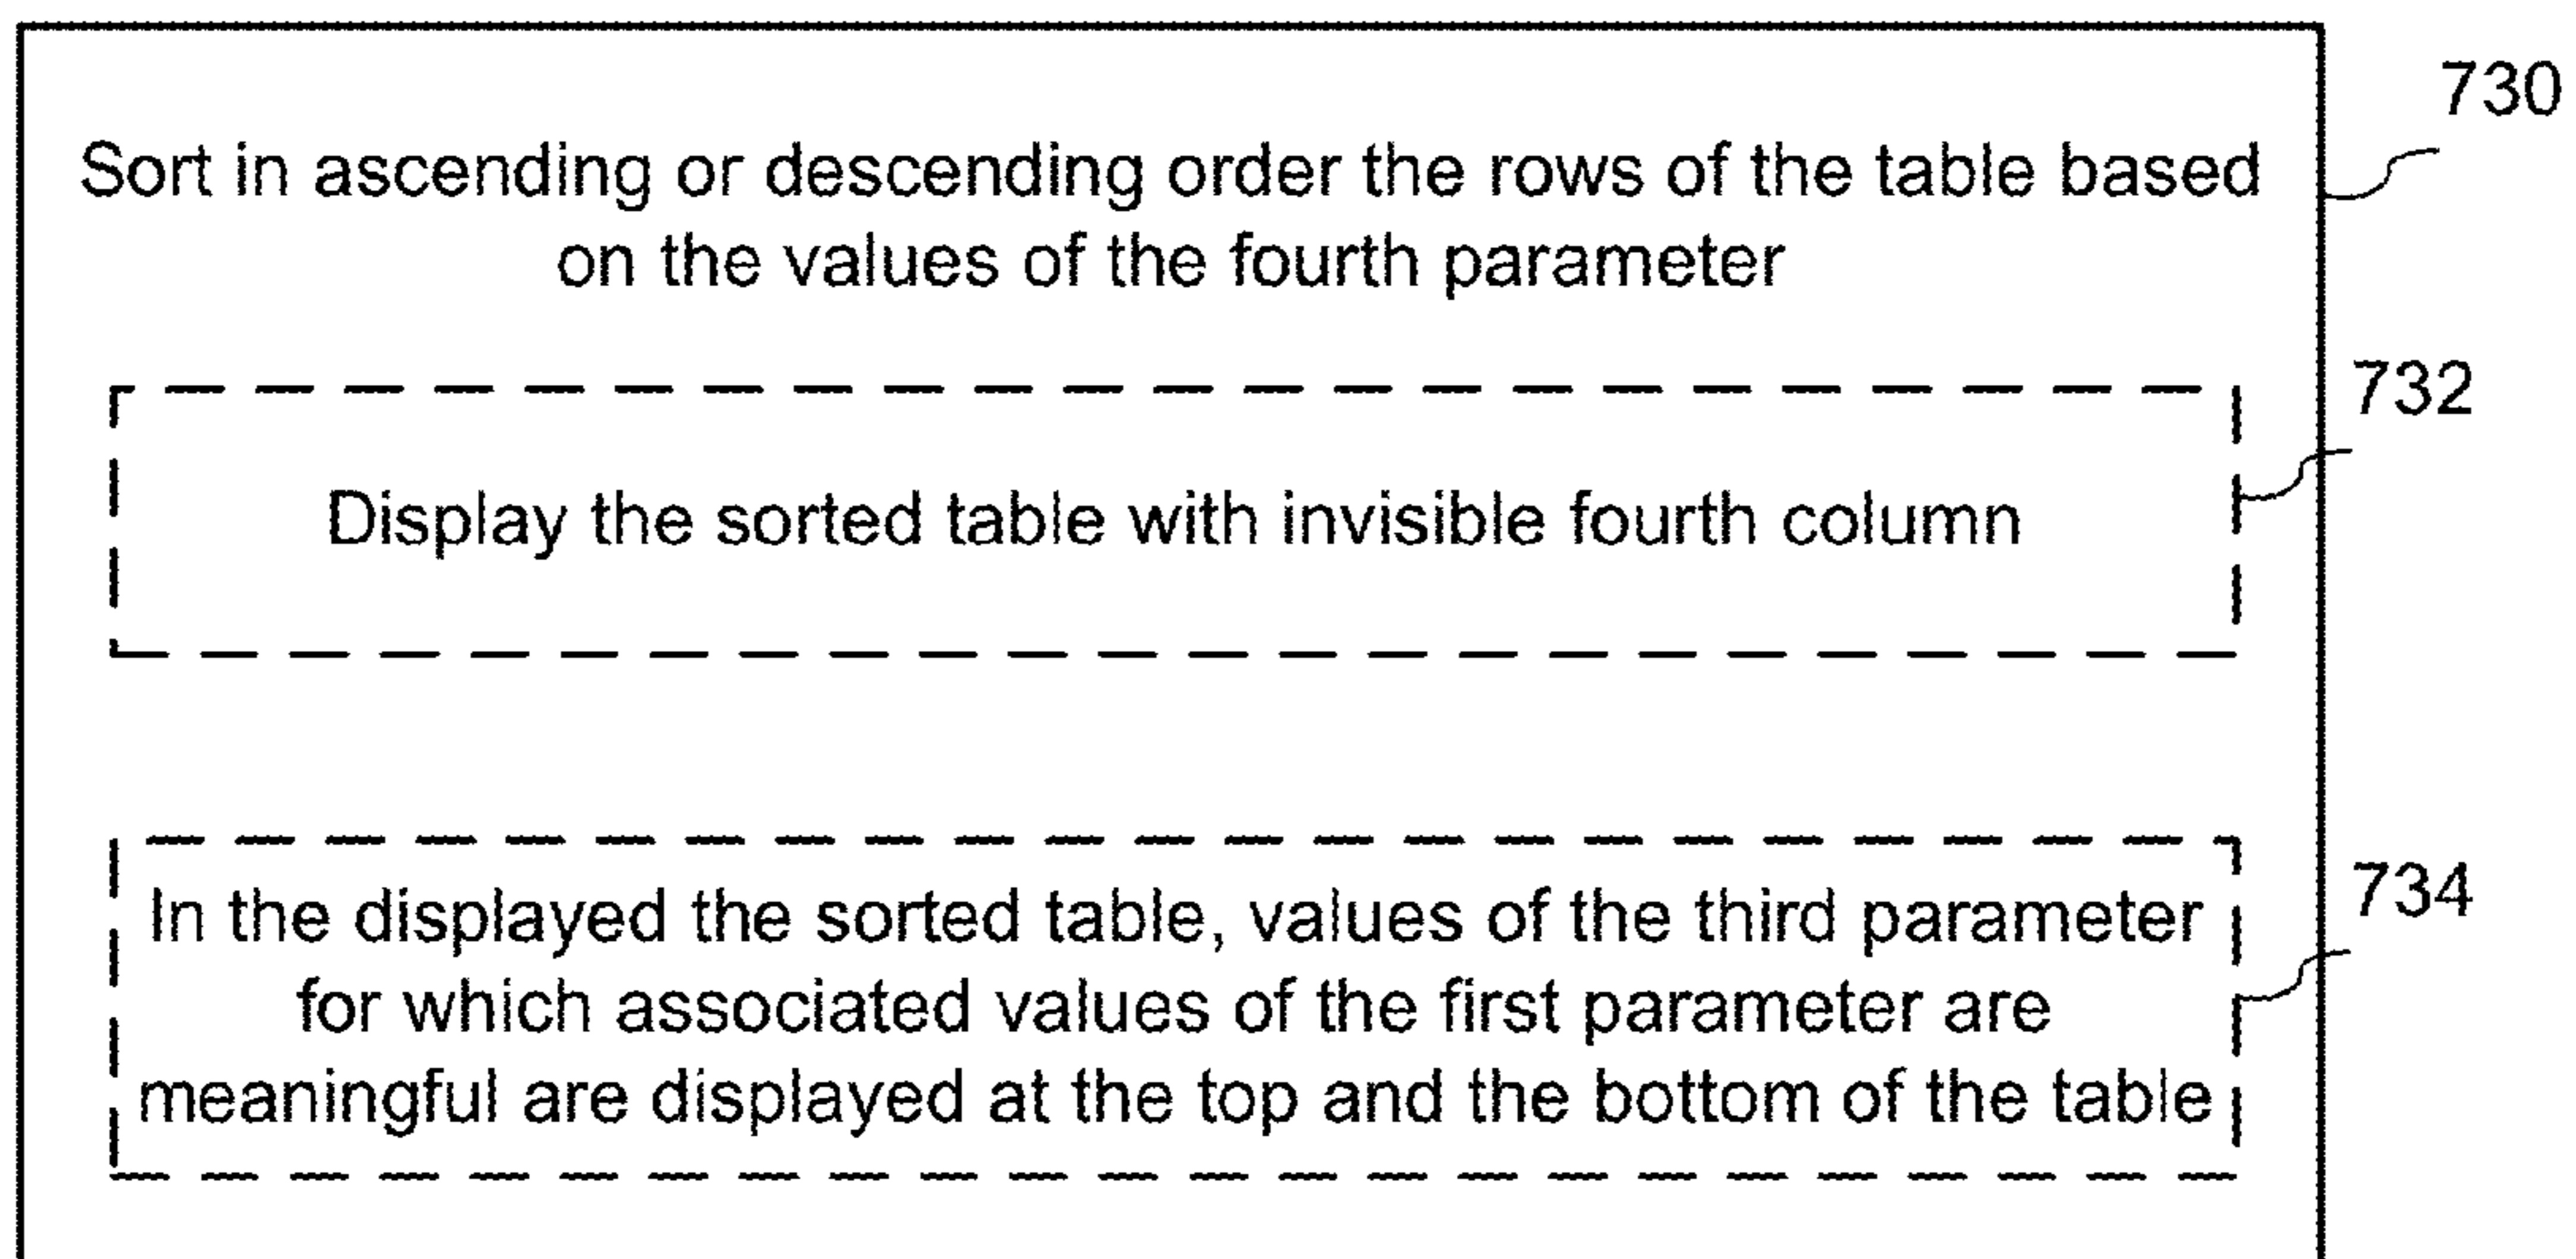 730
Sort in ascending or descending order the rows of the table based
on the values of the fourth parameter
732
Display the sorted table with invisible fourth column
734
In the displayed the sorted table, values of the third parameter
for which associated values of the first parameter are
meaningful are displayed at the top and the bottom of the table